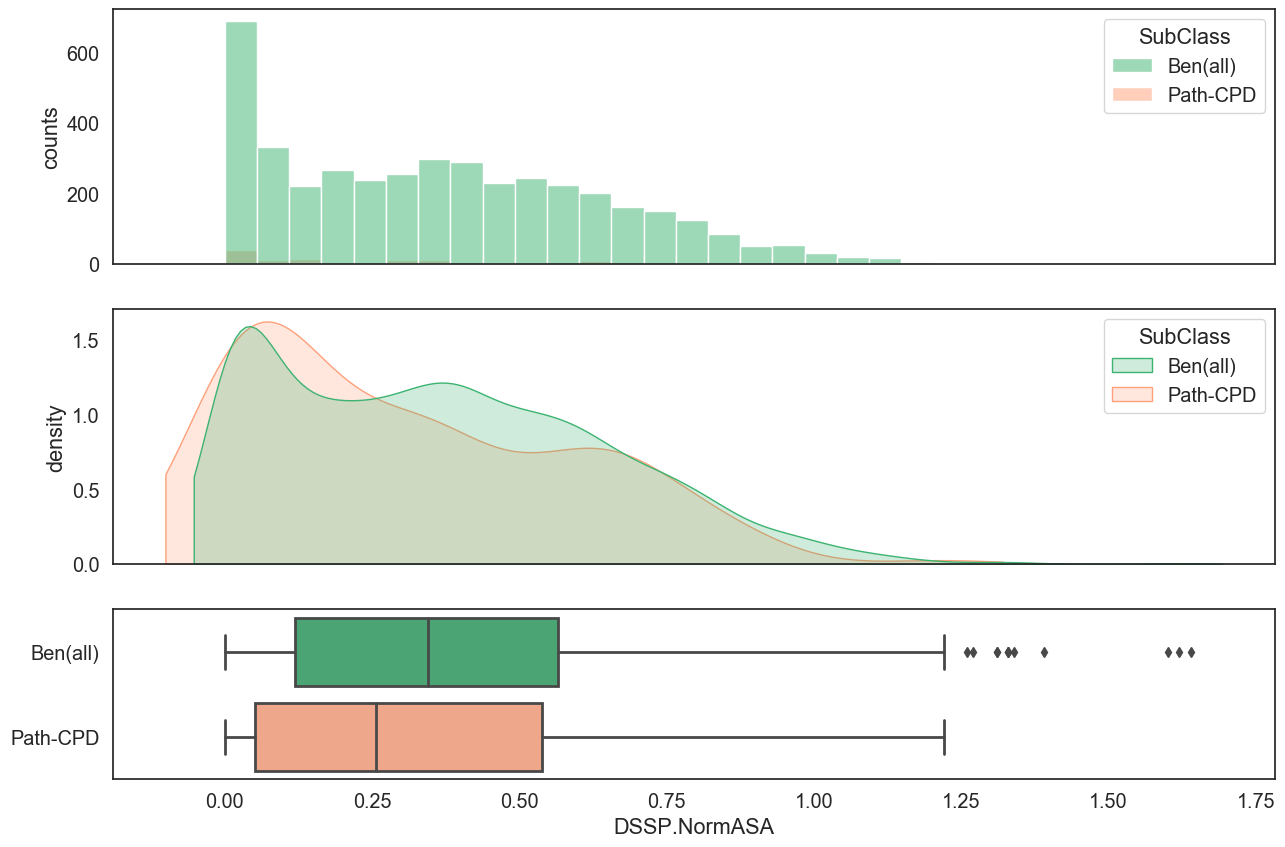 600
400
200
0
counts
SubClass
Ben(all)
Path-CPD
1.5
1.0
0.5
0.0
density
SubClass
Ben(all)
Path-CPD
Ben(all)
Path-CPD
0.00 0.25 0.50 0.75 1.00 1.25 1.50 1.75
DSSP.NormASA